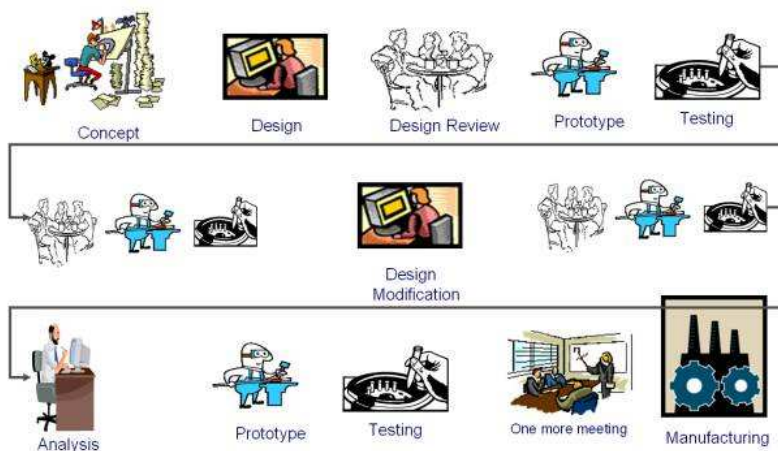 Concept
Design
Design Review
Prototype
Testing
Design
Modification
Analysis
Prototype
Testing
One more meeting
Manufacturing